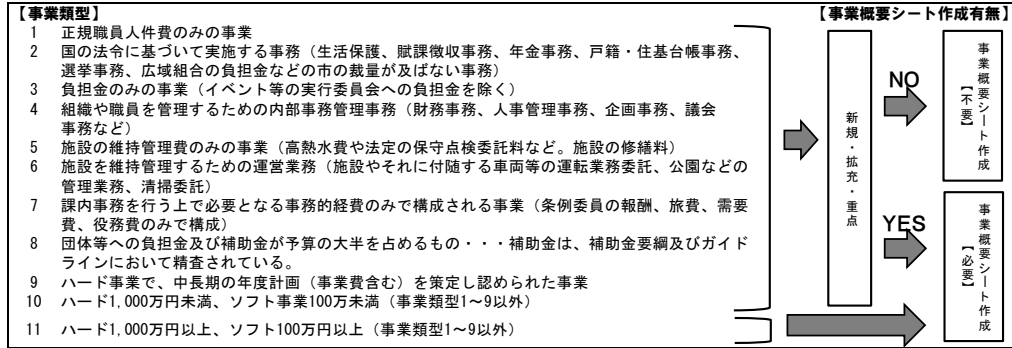 【事業類型】
【事業概要シート作成有無】
1 正規職員人件費のみの事業
2 国の法令に基づいて実施する事務（生活保護、賦課徴収事務、年金事務、戸籍・住基台帳事務、
選挙事務、広域組合の負担金などの市の裁量が及ばない事務）
3 負担金のみの事業（イベント等の実行委員会への負担金を除く）
4 組織や職員を管理するための内部事務管理事務（財務事務、人事管理事務、企画事務、議会
事務など）
5 施設の維持管理費のみの事業（高熱水費や法定の保守点検委託料など。施設の修繕料）
6 施設を維持管理するための運営業務（施設やそれに付随する車両等の運転業務委託、公園などの
管理業務、清掃委託）
7 課内事務を行う上で必要となる事務的経費のみで構成される事業（条例委員の報酬、旅費、需要
費、役務費のみで構成）
8 団体等への負担金及び補助金が予算の大半を占めるもの・・・補助金は、補助金要綱及びガイド
ラインにおいて精査されている。
9 ハード事業で、中長期の年度計画（事業費含む）を策定し認められた事業
10 ハード1,000万円未満、ソフト事業100万未満（事業類型1～9以外）
11 ハード1,000万円以上、ソフト100万円以上（事業類型1～9以外）
新規・拡充・重点
NO
事業概要シート作成
【不要】
YES
事業概要シート作成
【必要】